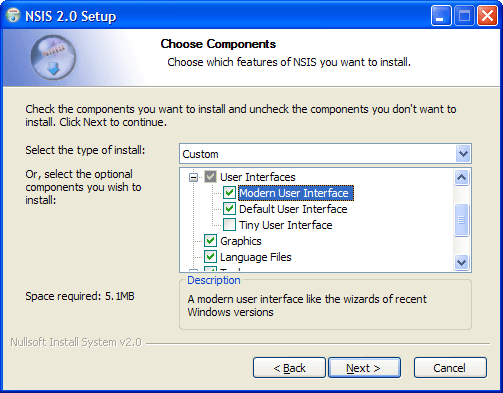 NSIS 2.0 Setup
Choose Components
Choose which features of NSIS you want to install.
Check the components you want to install and uncheck the components you don't want to
install. Click Next to continue.
Select the type of install:
Custom
Or, select the optional
components you wish to
install:
User Interfaces
Modern User Interface
Default User Interface
Tiny User Interface
Graphics
Language Files
Space required: 5.1MB
Description
A modern user interface like the wizards of recent
Windows versions
Nullsoft Install System v2.0
< Back
Next >
Cancel